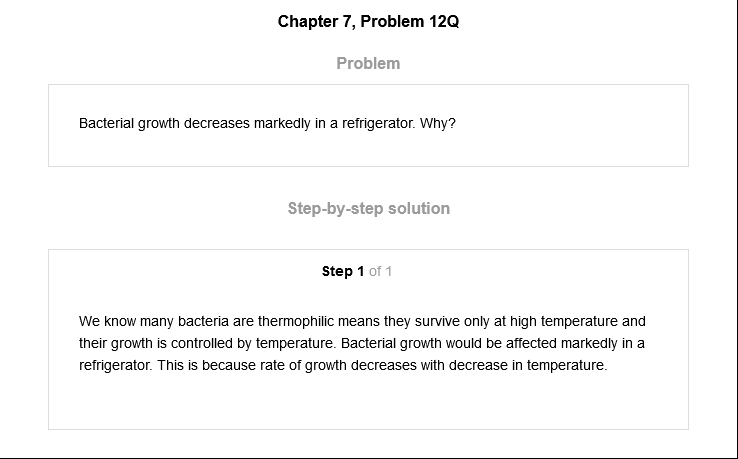 Chapter 7, Problem 12Q
Problem
Bacterial growth decreases markedly in a refrigerator. Why?
Step-by-step solution
Step 1 of 1
We know many bacteria are thermophilic means they survive only at high temperature and
their growth is controlled by temperature. Bacterial growth would be affected markedly in a
refrigerator. This is because rate of growth decreases with decrease in temperature.